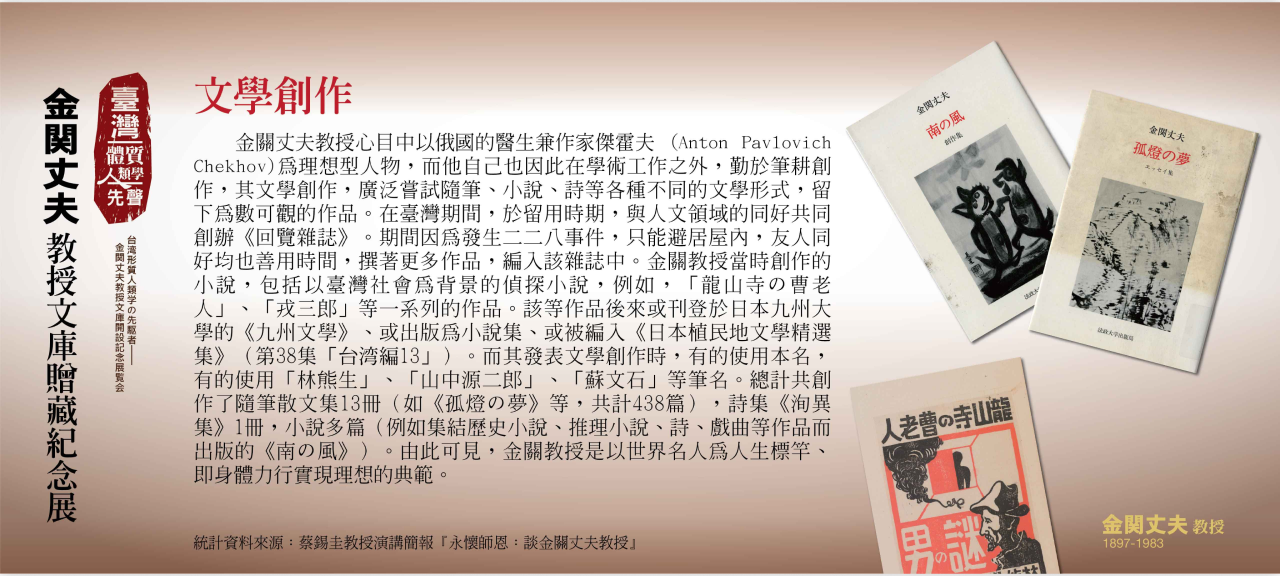 金関丈夫 教授文庫贈藏紀念展
臺灣
體質
人類學
先聲
台湾形質人類学の先駆者——
金関丈夫教授文庫開設記念展覧会
文學創作
金關丈夫教授心目中以俄國的醫生兼作家傑霍夫 (Anton Pavlovich
Chekhov)爲理想型人物，而他自己也因此在學術工作之外，勤於筆耕創
作，其文學創作，廣泛嘗試隨筆、小說、詩等各種不同的文學形式，留
下爲數可觀的作品。在臺灣期間，於留用時期，與人文領域的同好共同
創辦《回覽雜誌》。期間因爲發生二二八事件，只能避居屋內，友人同
好均也善用時間，撰著更多作品，編入該雜誌中。金關教授當時創作的
小說，包括以臺灣社會爲背景的偵探小說，例如，「龍山寺の曹老
人」、「戎三郎」等一系列的作品。該等作品後來或刊登於日本九州大
學的《九州文學》、或出版爲小說集、或被編入《日本植民地文學精選
集》（第38集「台湾編13」）。而其發表文學創作時，有的使用本名，
有的使用「林熊生」、「山中源二郎」、「蘇文石」等筆名。總計共創
作了隨筆散文集13冊（如《孤燈の夢》等，共計438篇），詩集《洵異
集》1冊，小說多篇（例如集結歷史小說、推理小說、詩、戲曲等作品而
出版的《南の風》）。由此可見，金關教授是以世界名人爲人生標竿、
即身體力行實現理想的典範。
統計資料來源：蔡錫圭教授演講簡報『永懷師恩：談金關丈夫教授』
金関丈夫
南の風
創作集
法政大
金関丈夫
孤燈の夢
エッセイ集
法政大学出版局
龍山寺の曹老人
謎の男
金関丈夫 教授
1897-1983